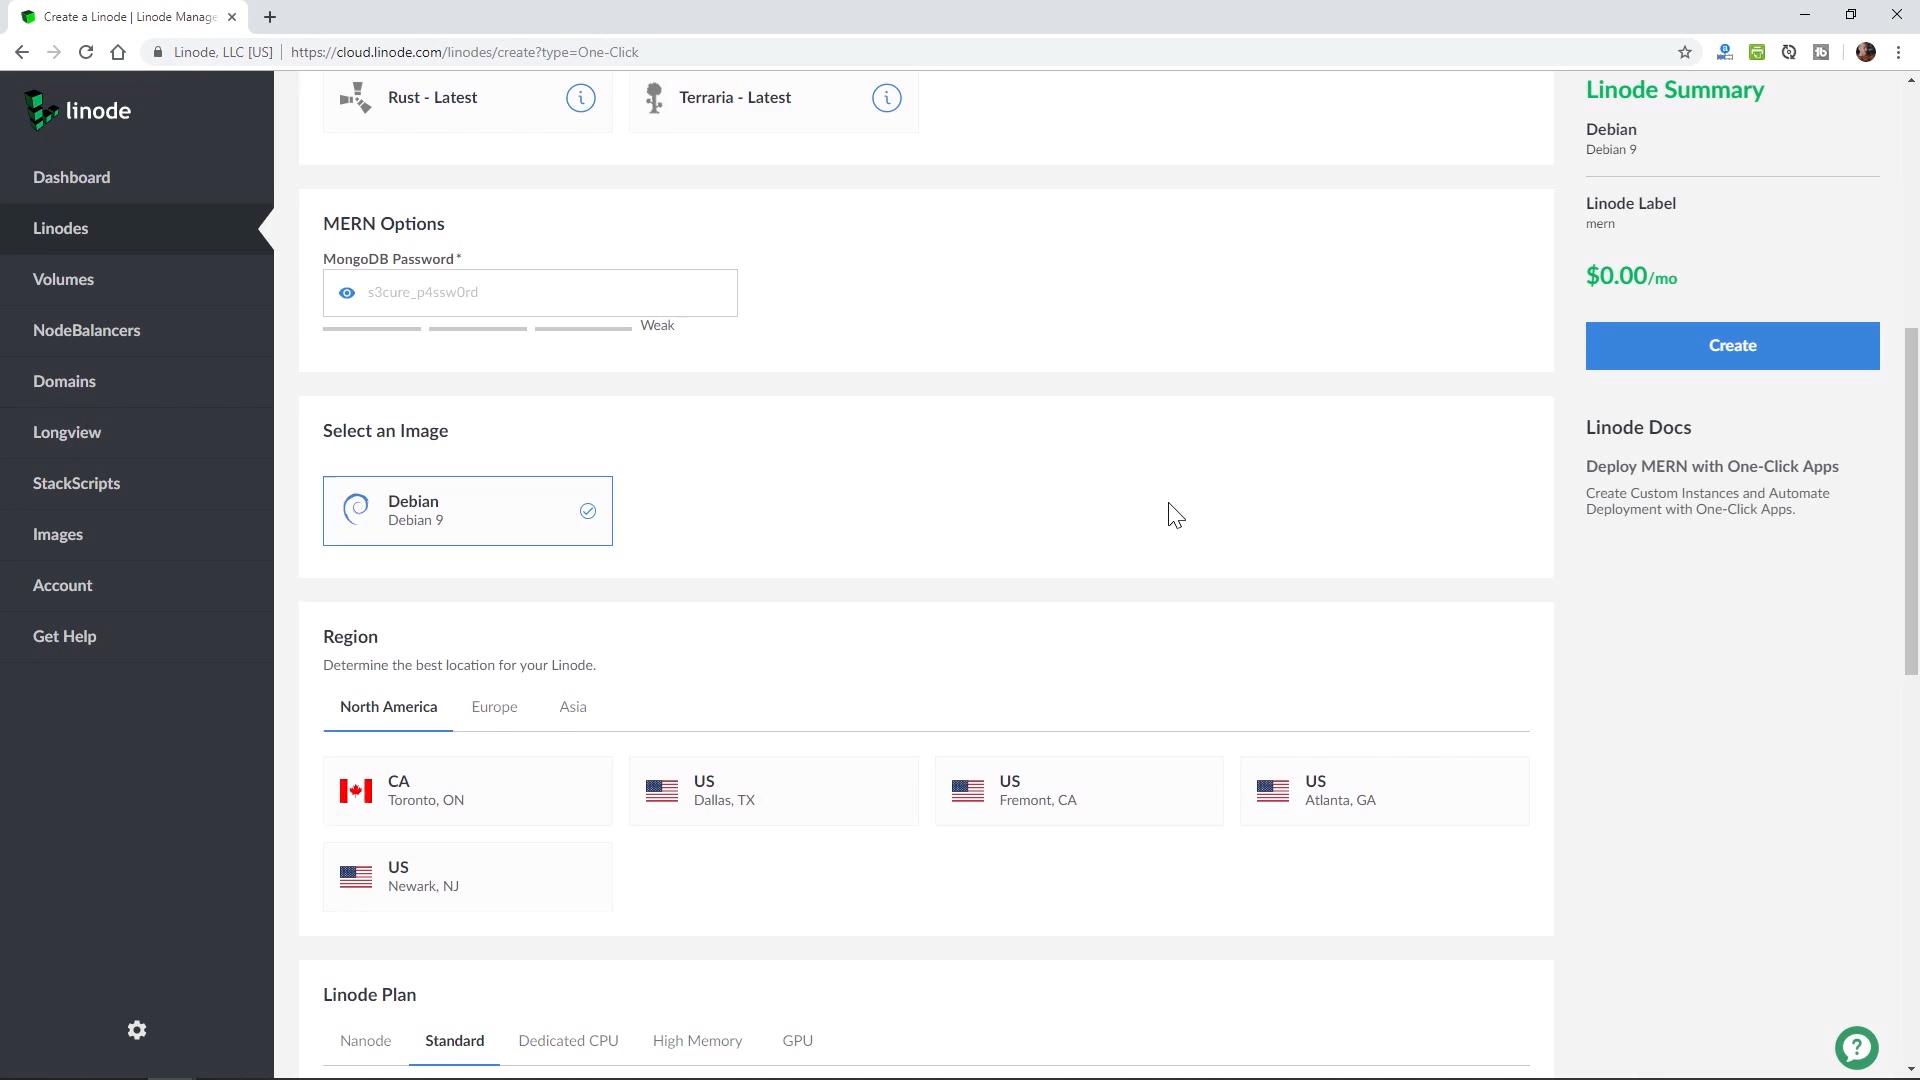 Create a Linode | Linode Manage
Linode, LLC [US]
https://cloud.linode.com/linodes/create?type=One-Click
linode
Dashboard
Linodes
Volumes
NodeBalancers
Domains
Longview
StackScripts
Images
Account
Get Help
Rust - Latest
Terraria - Latest
MERN Options
MongoDB Password*
s3cure_p4ssw0rd
Weak
Select an Image
Debian
Debian 9
Region
Determine the best location for your Linode.
North America
Europe
Asia
CA
Toronto, ON
US
Dallas, TX
US
Fremont, CA
US
Atlanta, GA
US
Newark, NJ
Linode Plan
Nanode
Standard
Dedicated CPU
High Memory
GPU
Linode Summary
Debian
Debian 9
Linode Label
mern
$0.00/mo
Create
Linode Docs
Deploy MERN with One-Click Apps
Create Custom Instances and Automate
Deployment with One-Click Apps.